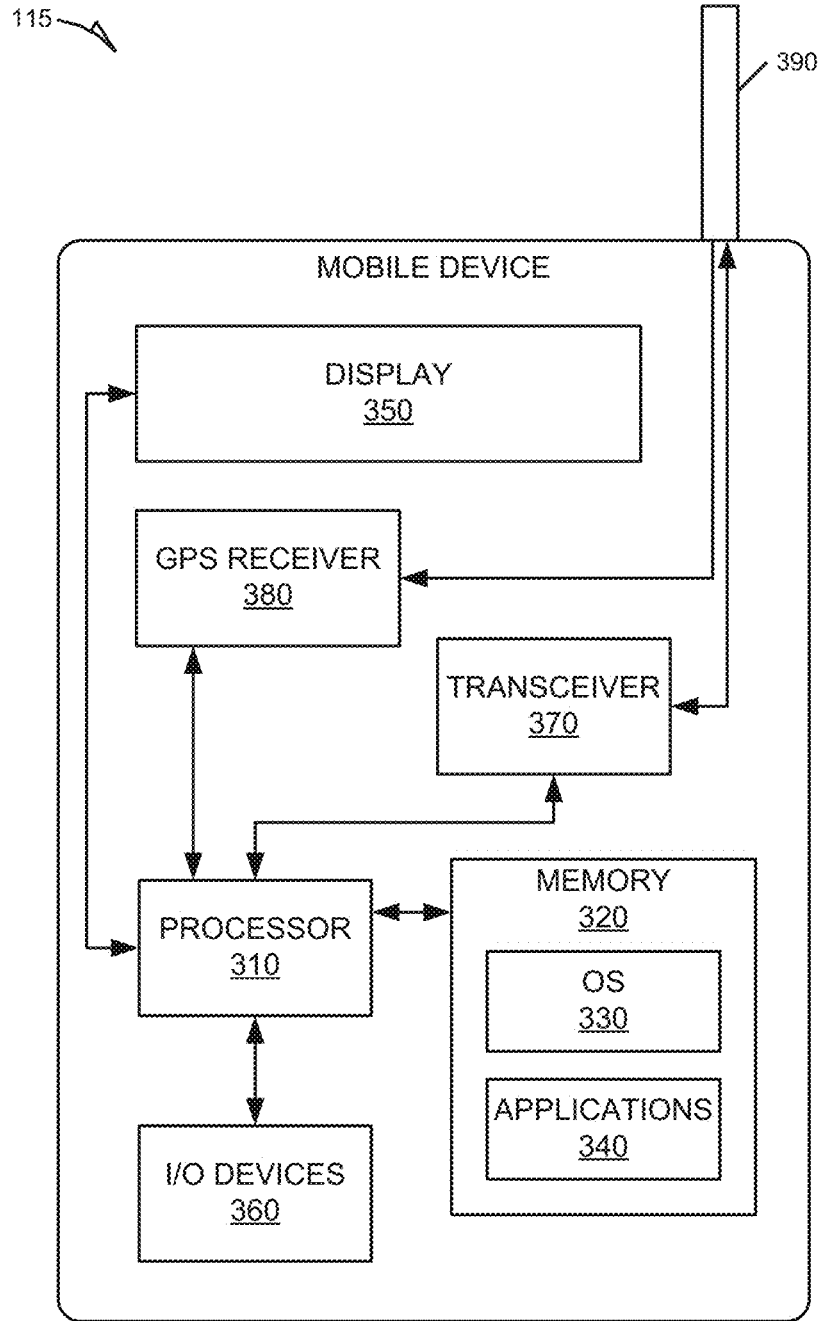 115
390
MOBILE DEVICE
DISPLAY
350
GPS RECEIVER
380
TRANSCEIVER
370
PROCESSOR
310
MEMORY
320
OS
330
APPLICATIONS
340
I/O DEVICES
360